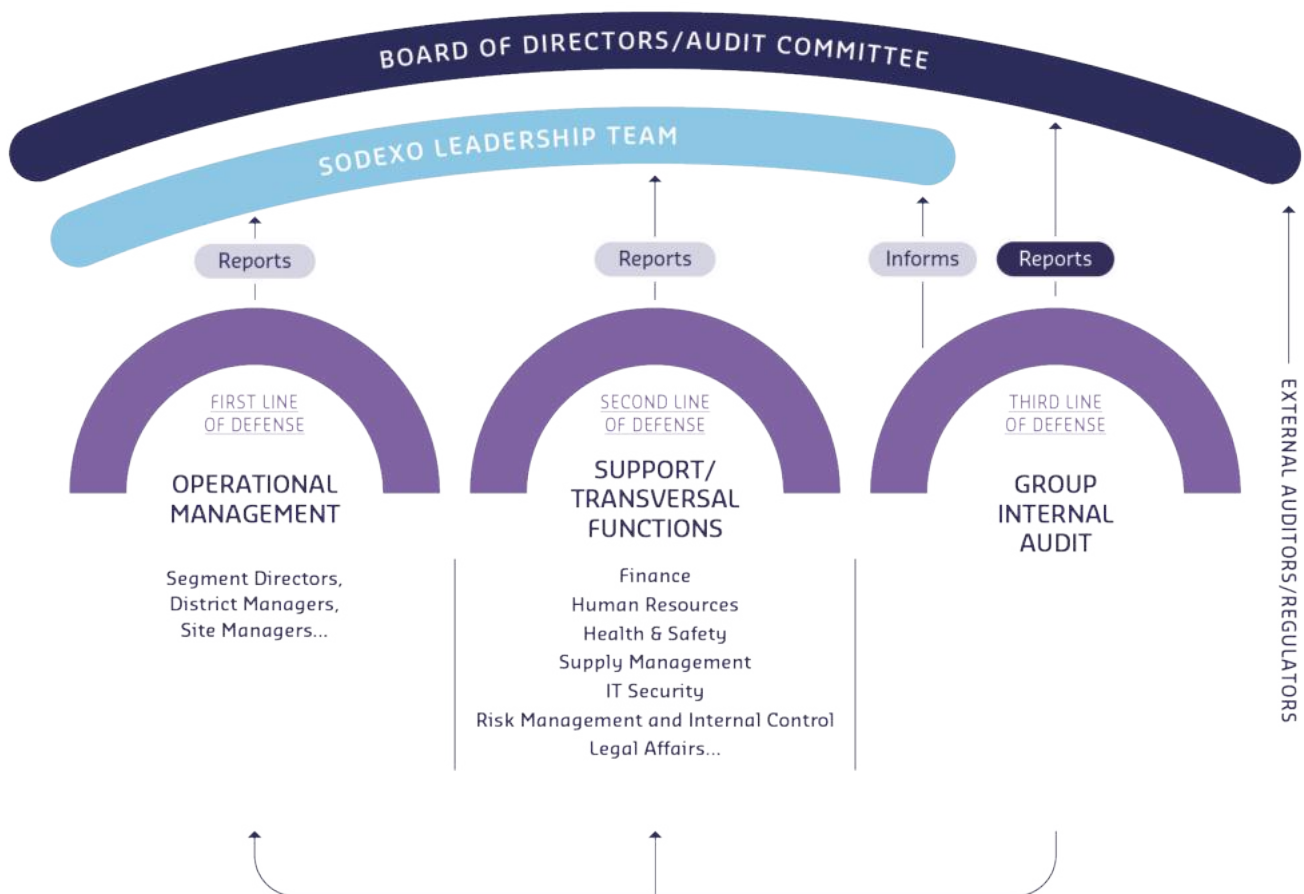 BOARD OF DIRECTORS/AUDIT COMMITTEE
SODEXO LEADERSHIP TEAM
Reports
Reports
Informs
Reports
FIRST LINE
OF DEFENSE
OPERATIONAL
MANAGEMENT
Segment Directors,
District Managers,
Site Managers...
SECOND LINE
OF DEFENSE
SUPPORT/
TRANSVERSAL
FUNCTIONS
Finance
Human Resources
Health & Safety
Supply Management
IT Security
Risk Management and Internal Control
Legal Affairs...
THIRD LINE
OF DEFENSE
GROUP
INTERNAL
AUDIT
EXTERNAL AUDITORS/REGULATORS